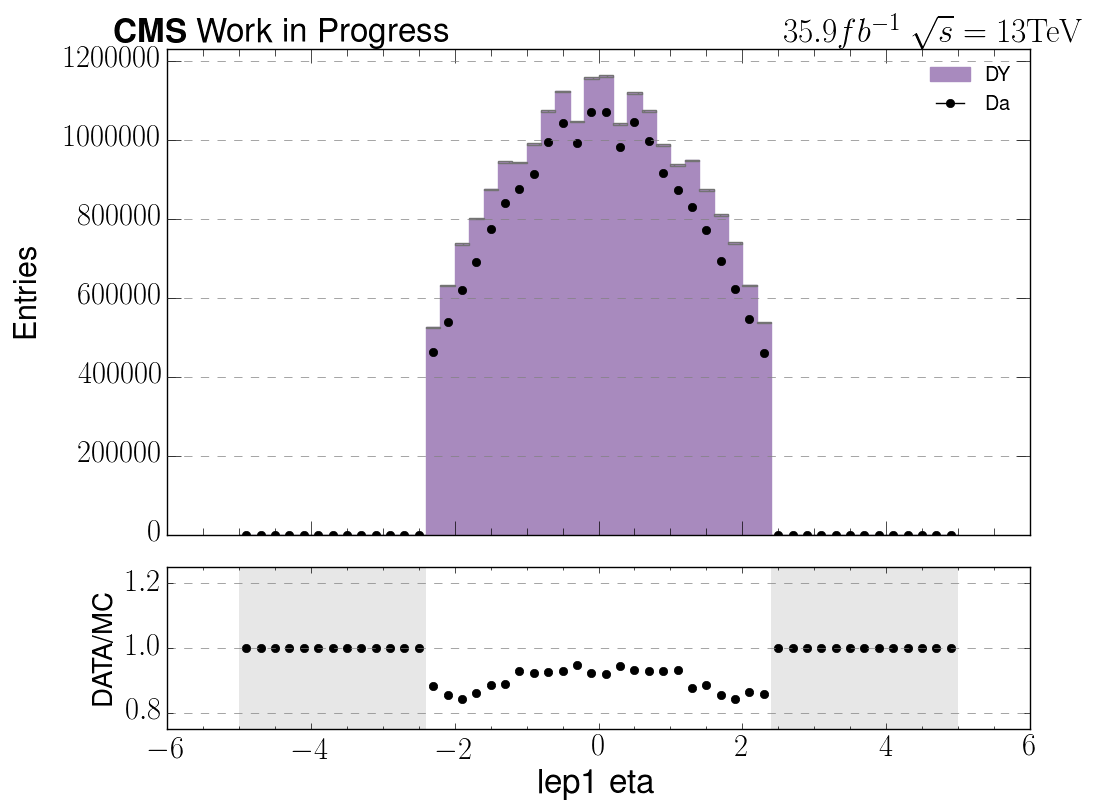 CMS Work in Progress
35.9fb⁻¹ √s = 13TeV
DY
Da
1200000
1000000
800000
600000
400000
200000
0
Entries
1.2
1.0
0.8
DATA/MC
−6 −4 −2 0 2 4 6
lep1 eta